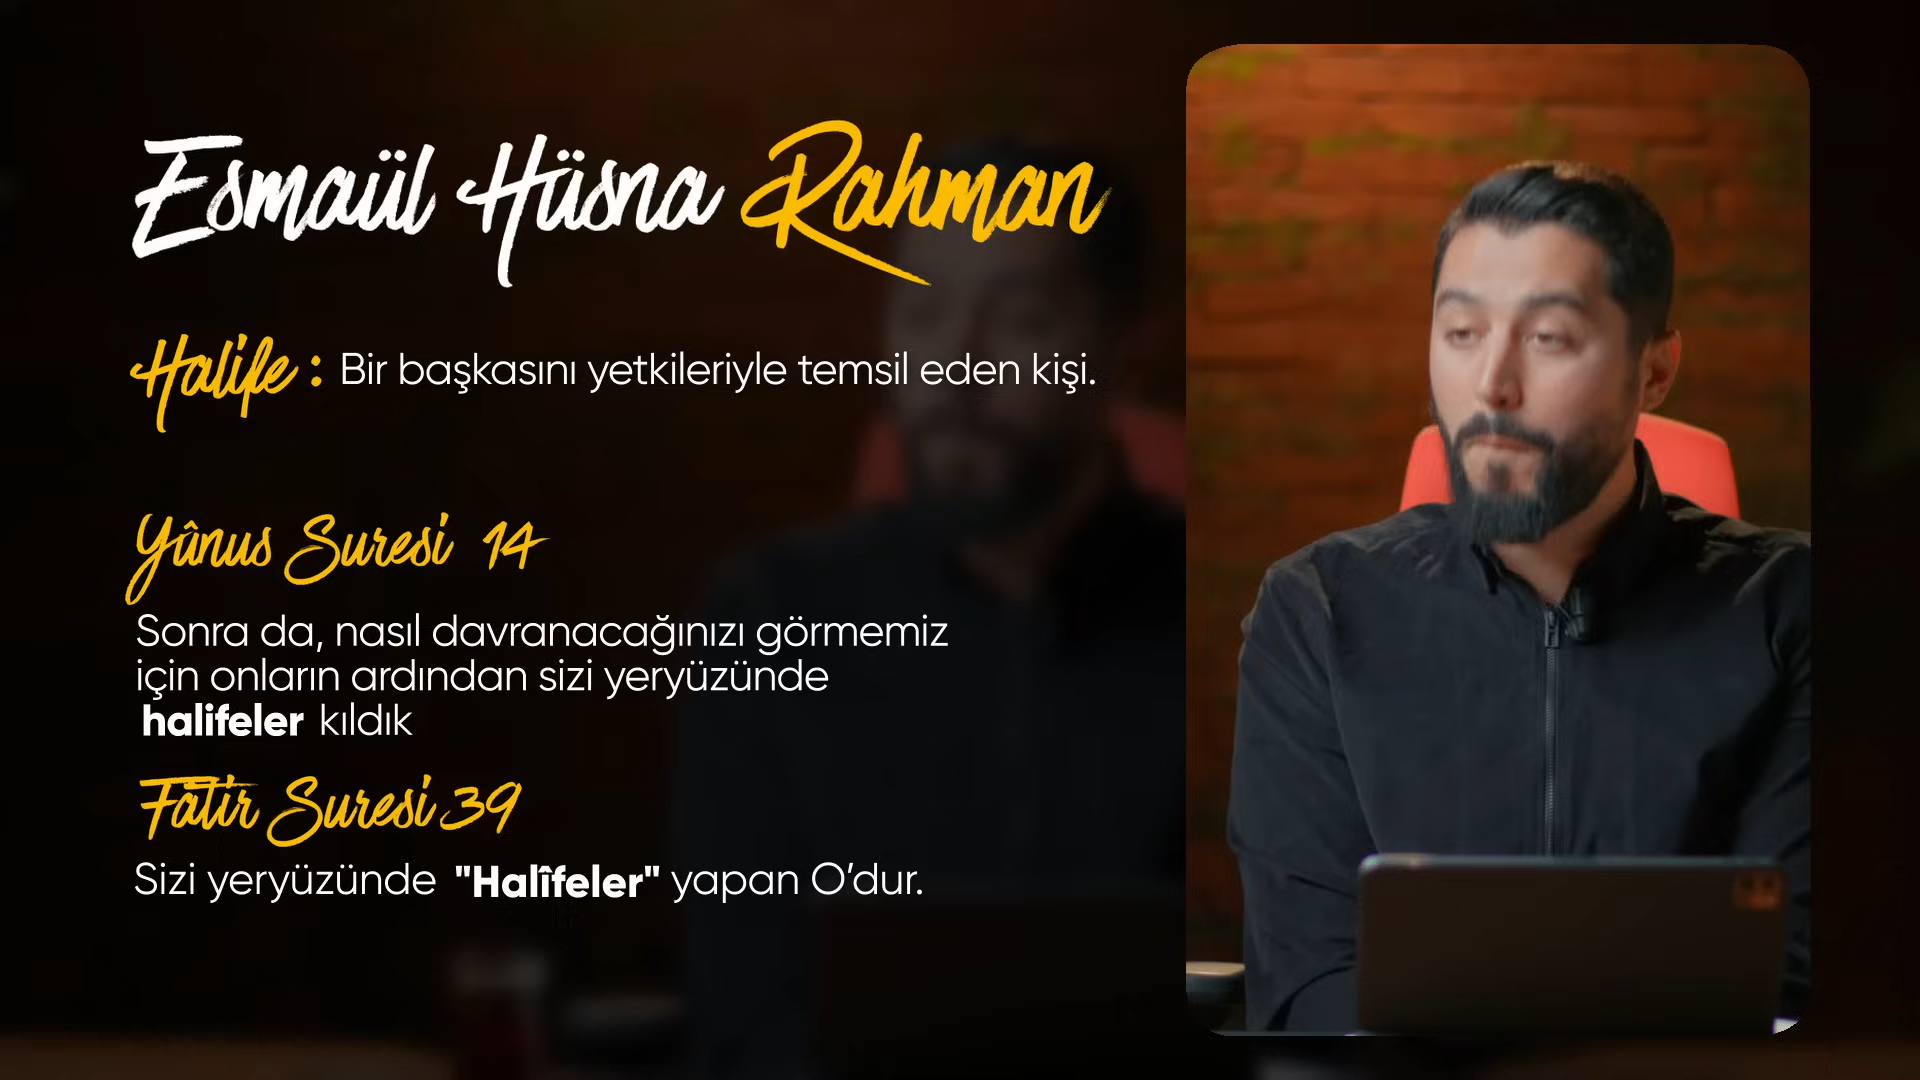 Esmaül Hüsna Rahman
Halife : Bir başkasını yetkileriyle temsil eden kişi.
Yûnus Suresi 14
Sonra da, nasıl davranacağınızı görmemiz
için onların ardından sizi yeryüzünde
halifeler kıldık
Fâtır Suresi 39
Sizi yeryüzünde "Halîfeler" yapan O’dur.